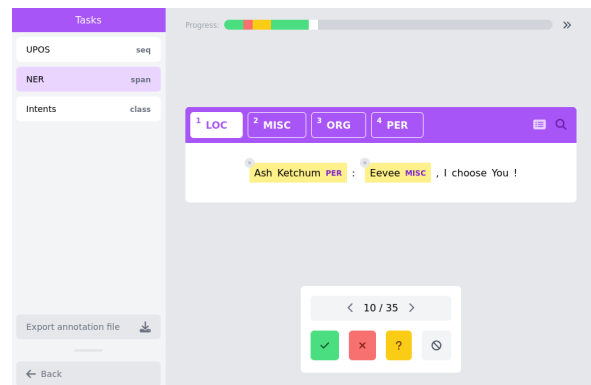 Tasks
UPOS seq
NER span
Intents class
Export annotation file
Back
Progress:
1 LOC 2 MISC 3 ORG 4 PER
Ash Ketchum PER : Eevee MISC , I choose You !
10 / 35
?